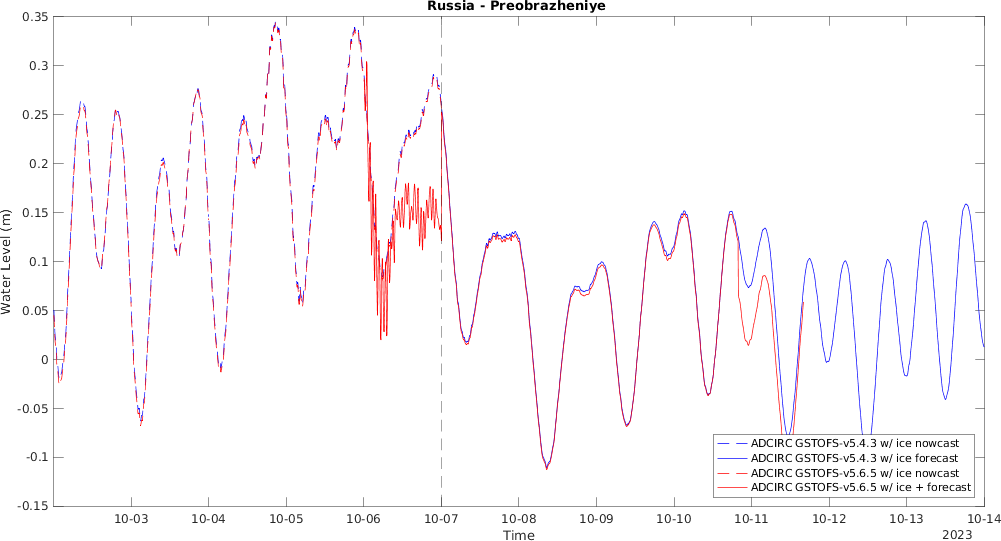 Russia - Preobrazheniye
Water Level (m)
0.35
0.3
0.25
0.2
0.15
0.1
0.05
0
-0.05
-0.1
-0.15
ADCIRC GSTOFS-v5.4.3 w/ ice nowcast
ADCIRC GSTOFS-v5.4.3 w/ ice forecast
ADCIRC GSTOFS-v5.6.5 w/ ice nowcast
ADCIRC GSTOFS-v5.6.5 w/ ice + forecast
10-03 10-04 10-05 10-06 10-07 10-08 10-09 10-10 10-11 10-12 10-13 10-14
Time
2023